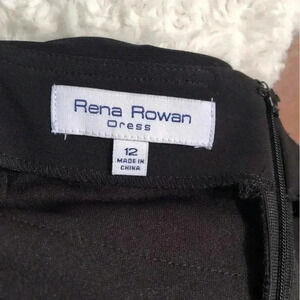 Rena Rowan
Dress
12
MADE IN
CHINA